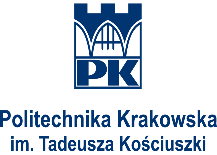 PK
Politechnika Krakowska
im. Tadeusza Kościuszki